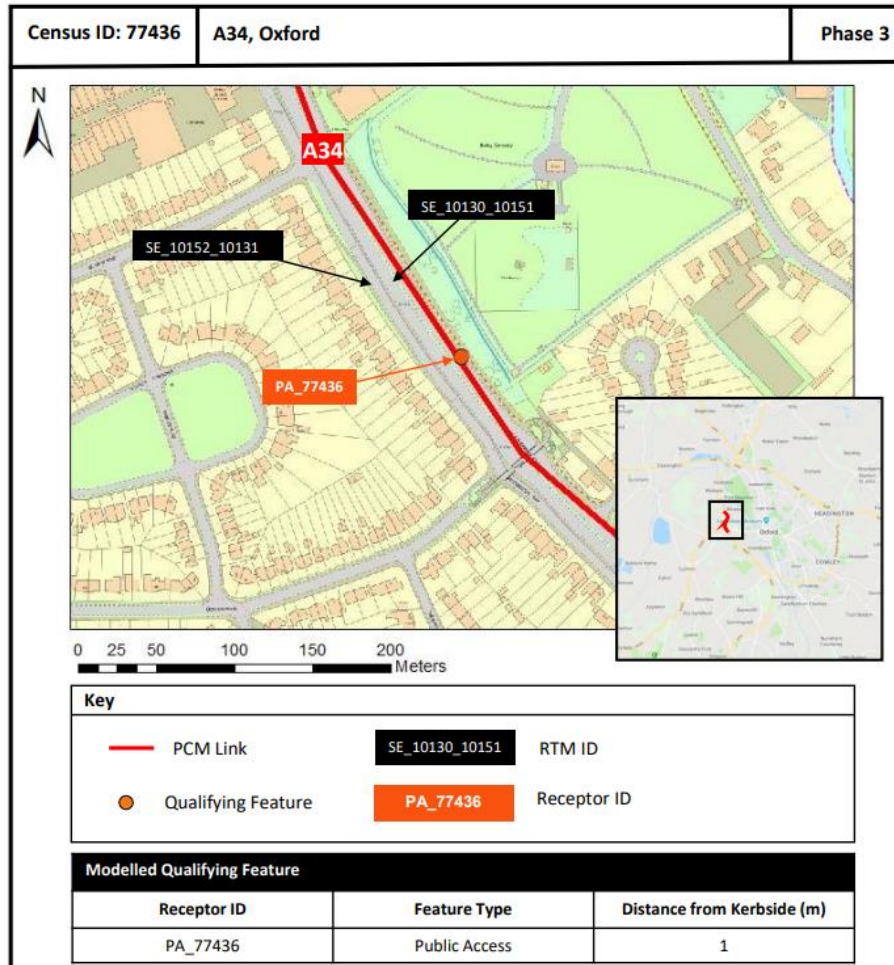 Census ID: 77436
A34, Oxford
Phase 3
N
A34
SE_10130_10151
SE_10152_10131
PA_77436
HEADINGTON
Oxford
COWLEY
0 25 50 100 150 200
Meters
Key
PCM Link
SE_10130_10151
RTM ID
Qualifying Feature
PA_77436
Receptor ID
Modelled Qualifying Feature
Receptor ID
Feature Type
Distance from Kerbside (m)
PA_77436
Public Access
1